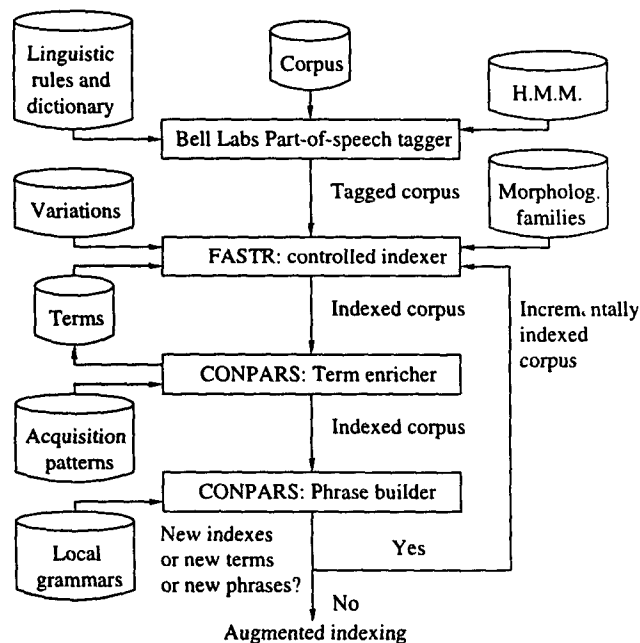 Linguistic
rules and
dictionary
Corpus
H.M.M.
Bell Labs Part-of-speech tagger
Tagged corpus
Variations
Morpholog.
families
FASTR: controlled indexer
Terms
Indexed corpus
Increm ntally
indexed
corpus
CONPARS: Term enricher
Acquisition
patterns
Indexed corpus
CONPARS: Phrase builder
Local
grammars
New indexes
or new terms
or new phrases?
Yes
No
Augmented indexing